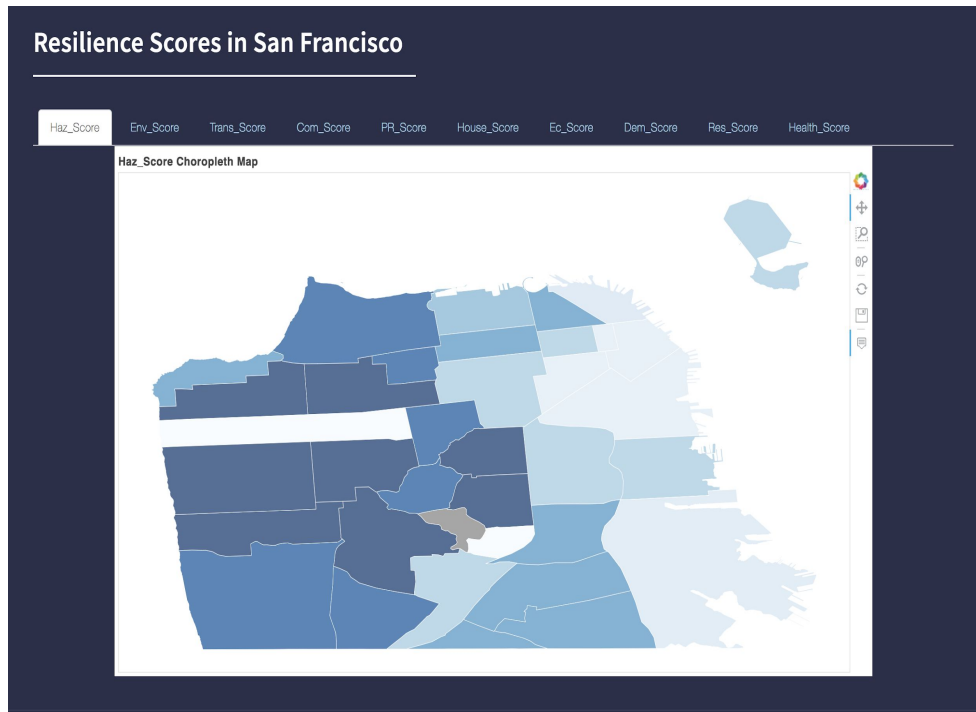 Resilience Scores in San Francisco
Haz_Score Env_Score Trans_Score Com_Score PR_Score House_Score Ec_Score Dem_Score Res_Score Health_Score
Haz_Score Choropleth Map